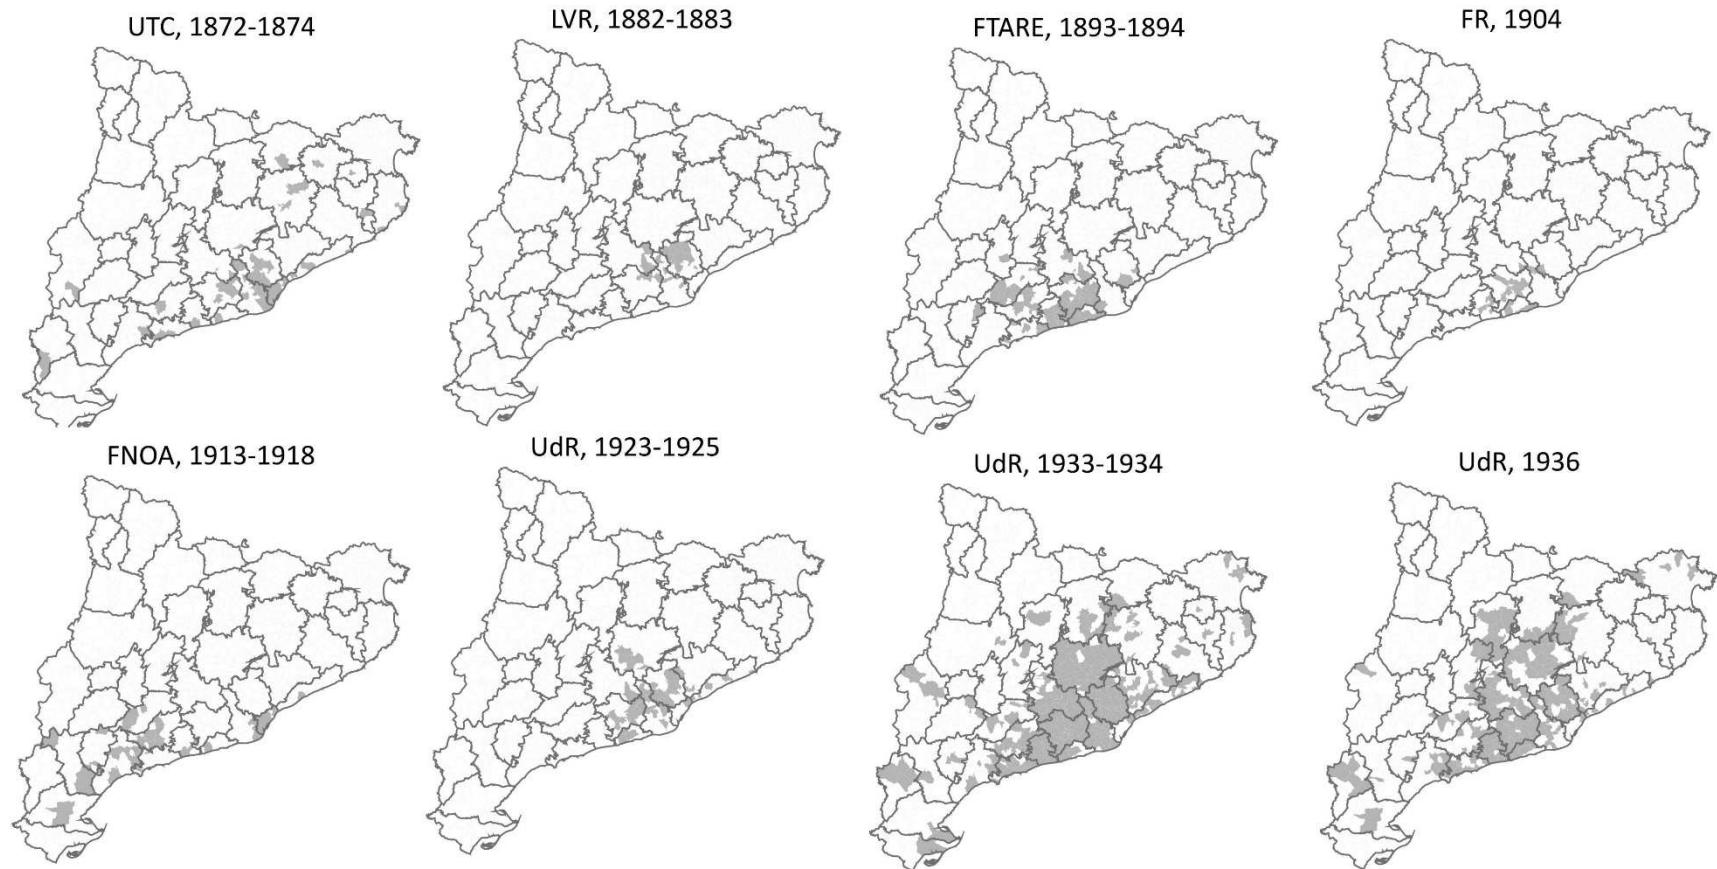 UTC, 1872-1874
LVR, 1882-1883
FTARE, 1893-1894
FR, 1904
FNOA, 1913-1918
UdR, 1923-1925
UdR, 1933-1934
UdR, 1936